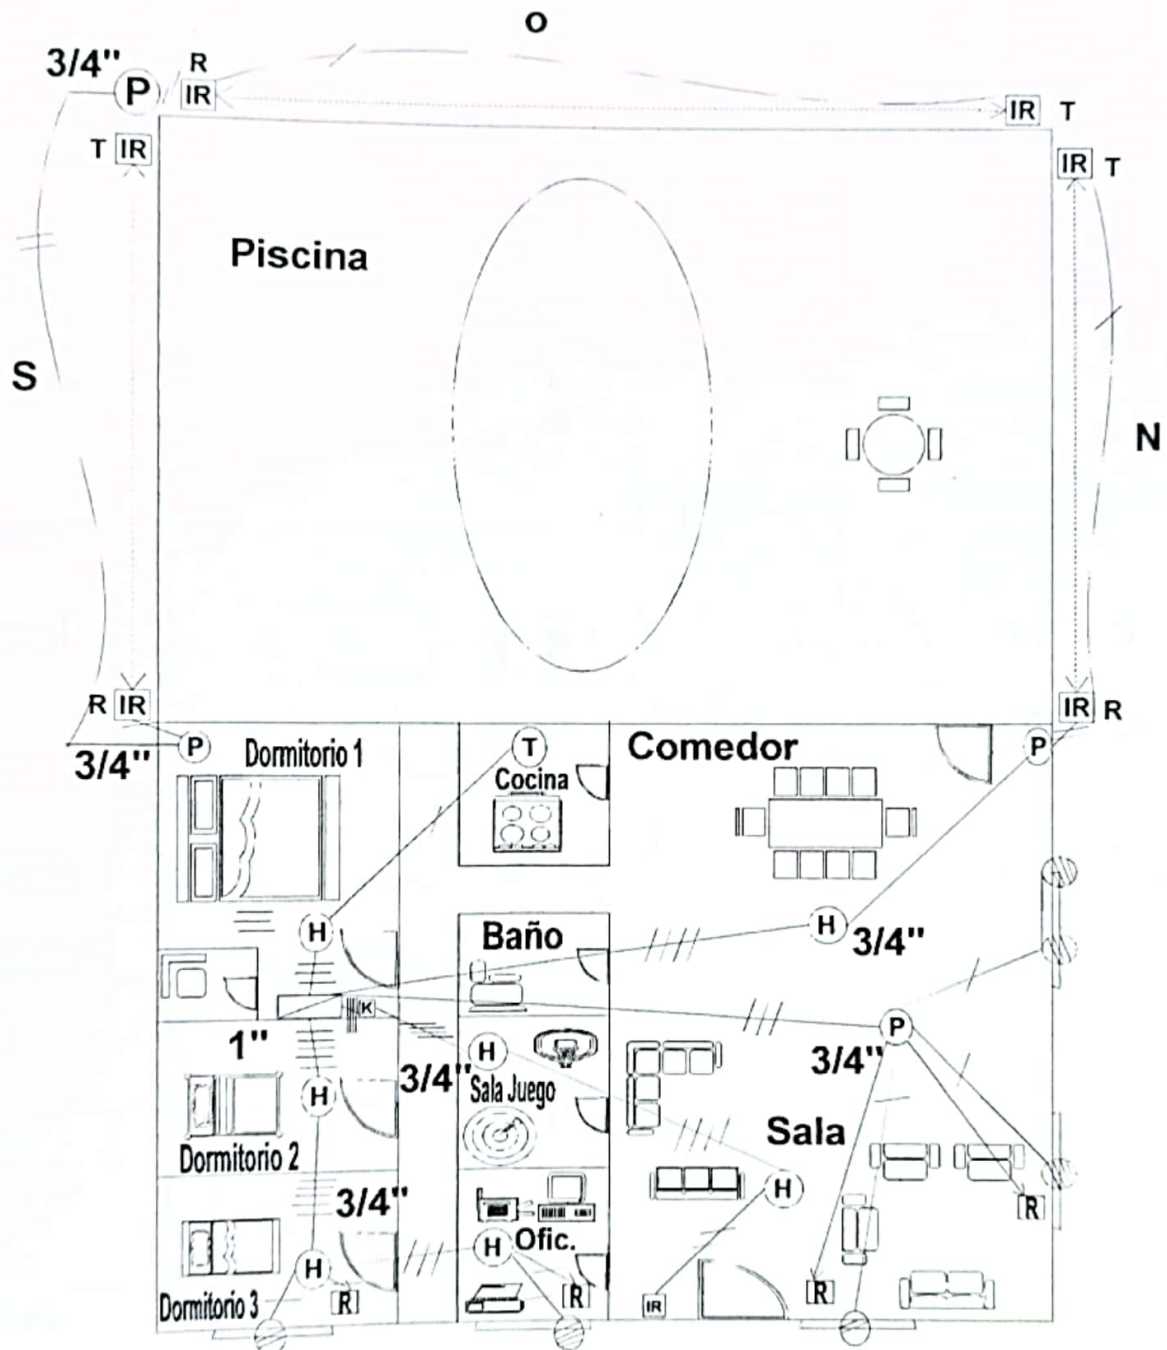 O
3/4" P R
IR IR T
T IR IR T
Piscina
S
N
R IR IR R
3/4" P Dormitorio 1 T Comedor P
Cocina
H Baño H 3/4"
K
1" H 3/4" P
3/4" Sala Juego
H Sala
Dormitorio 2
H
3/4" R
H Ofic.
H R R R
Dormitorio 3 IR